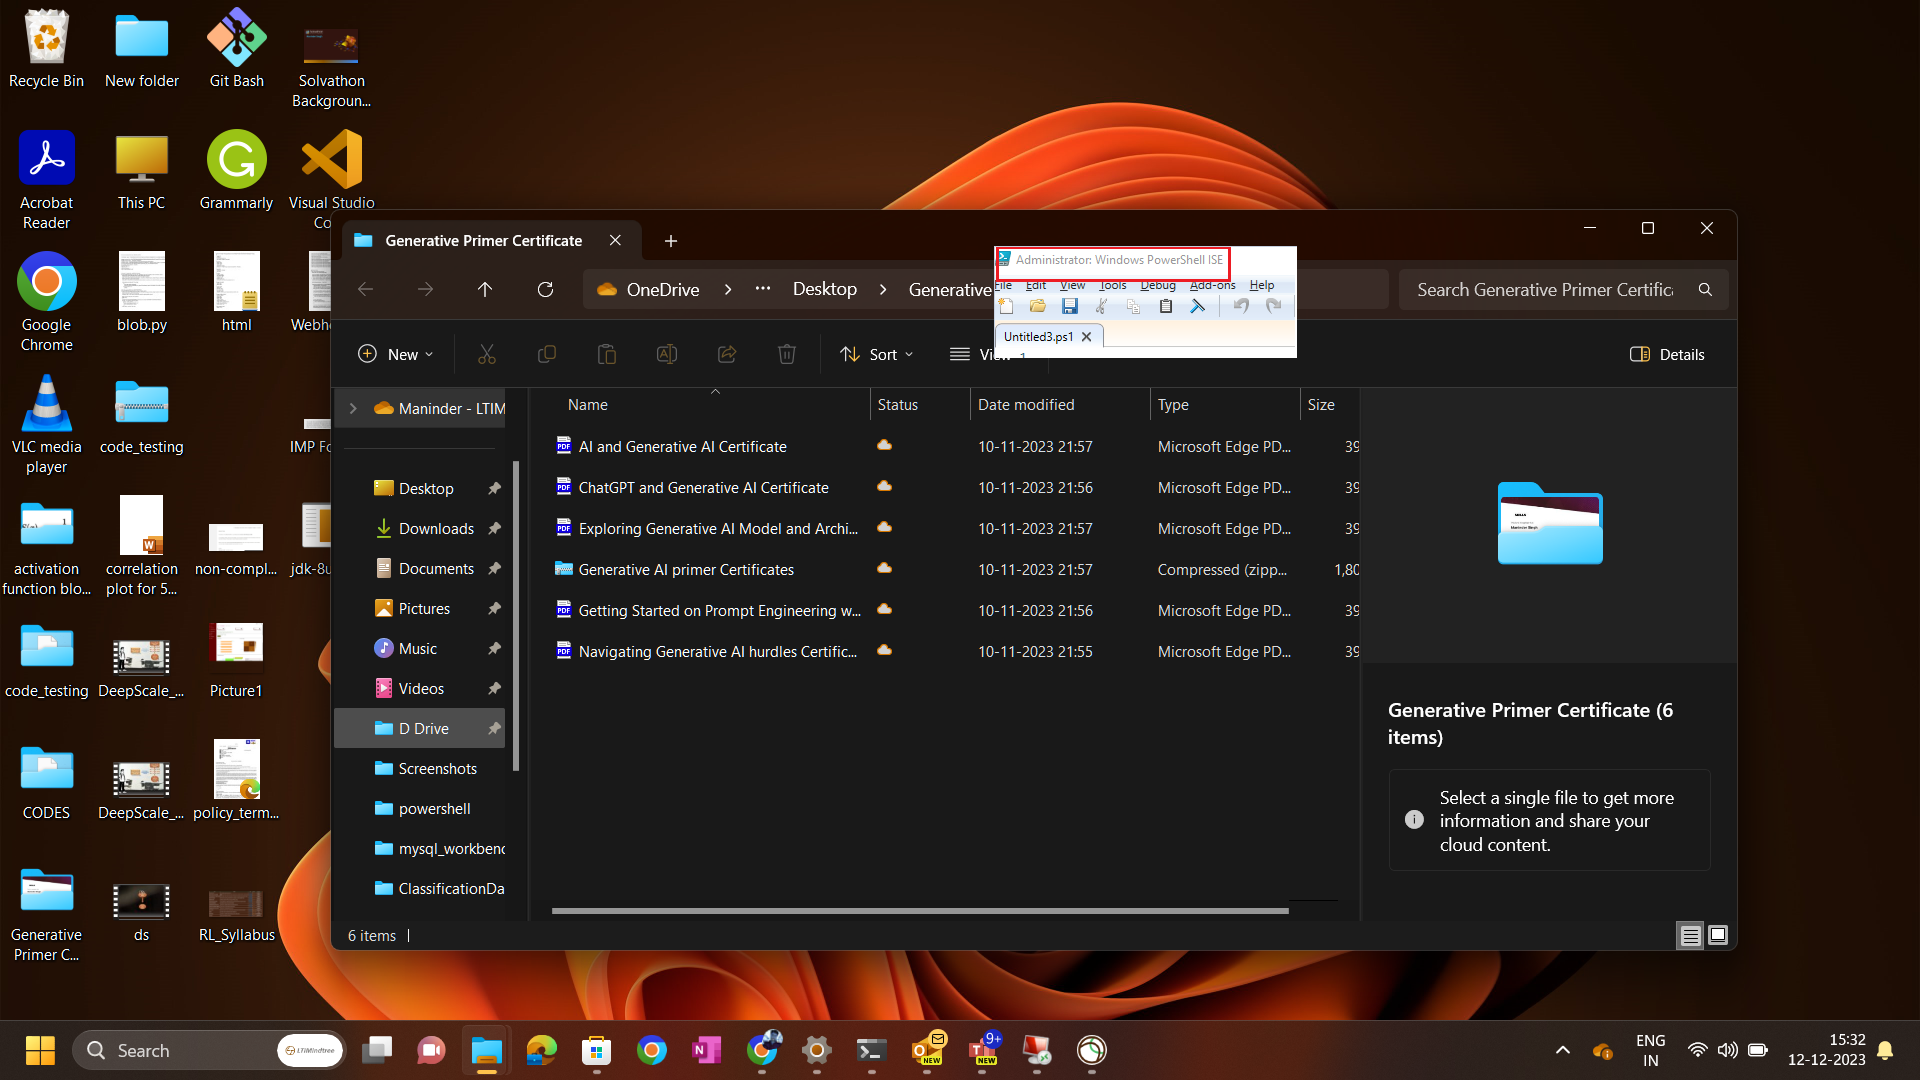 Recycle Bin
New folder
Git Bash
Solvathon
Backgroun...
Acrobat
Reader
This PC
Grammarly
Visual Studio
Co
Google
Chrome
blob.py
html
Webh
VLC media
player
code_testing
IMP Fo
activation
function blo...
correlation
plot for 5...
non-compl...
jdk-8u
code_testing
DeepScale_...
Picture1
CODES
DeepScale_...
policy_term...
Generative
Primer C...
ds
RL_Syllabus
Generative Primer Certificate
OneDrive
...
Desktop
Generative
Search Generative Primer Certific
Administrator: Windows PowerShell ISE
File Edit View Tools Debug Add-ons Help
Untitled3.ps1
1
New
Sort
Vi
Details
Maninder - LTIM
Desktop
Downloads
Documents
Pictures
Music
Videos
D Drive
Screenshots
powershell
mysql_workbenc
ClassificationDa
Name Status Date modified Type Size
AI and Generative AI Certificate 10-11-2023 21:57 Microsoft Edge PD... 39
ChatGPT and Generative AI Certificate 10-11-2023 21:56 Microsoft Edge PD... 39
Exploring Generative AI Model and Archi... 10-11-2023 21:57 Microsoft Edge PD... 39
Generative AI primer Certificates 10-11-2023 21:57 Compressed (zipp... 1,80
Getting Started on Prompt Engineering w... 10-11-2023 21:56 Microsoft Edge PD... 39
Navigating Generative AI hurdles Certific... 10-11-2023 21:55 Microsoft Edge PD... 39
Generative Primer Certificate (6
items)
Select a single file to get more
information and share your
cloud content.
6 items
Search
LTIMindtree
NEW
9+
NEW
ENG
IN
15:32
12-12-2023